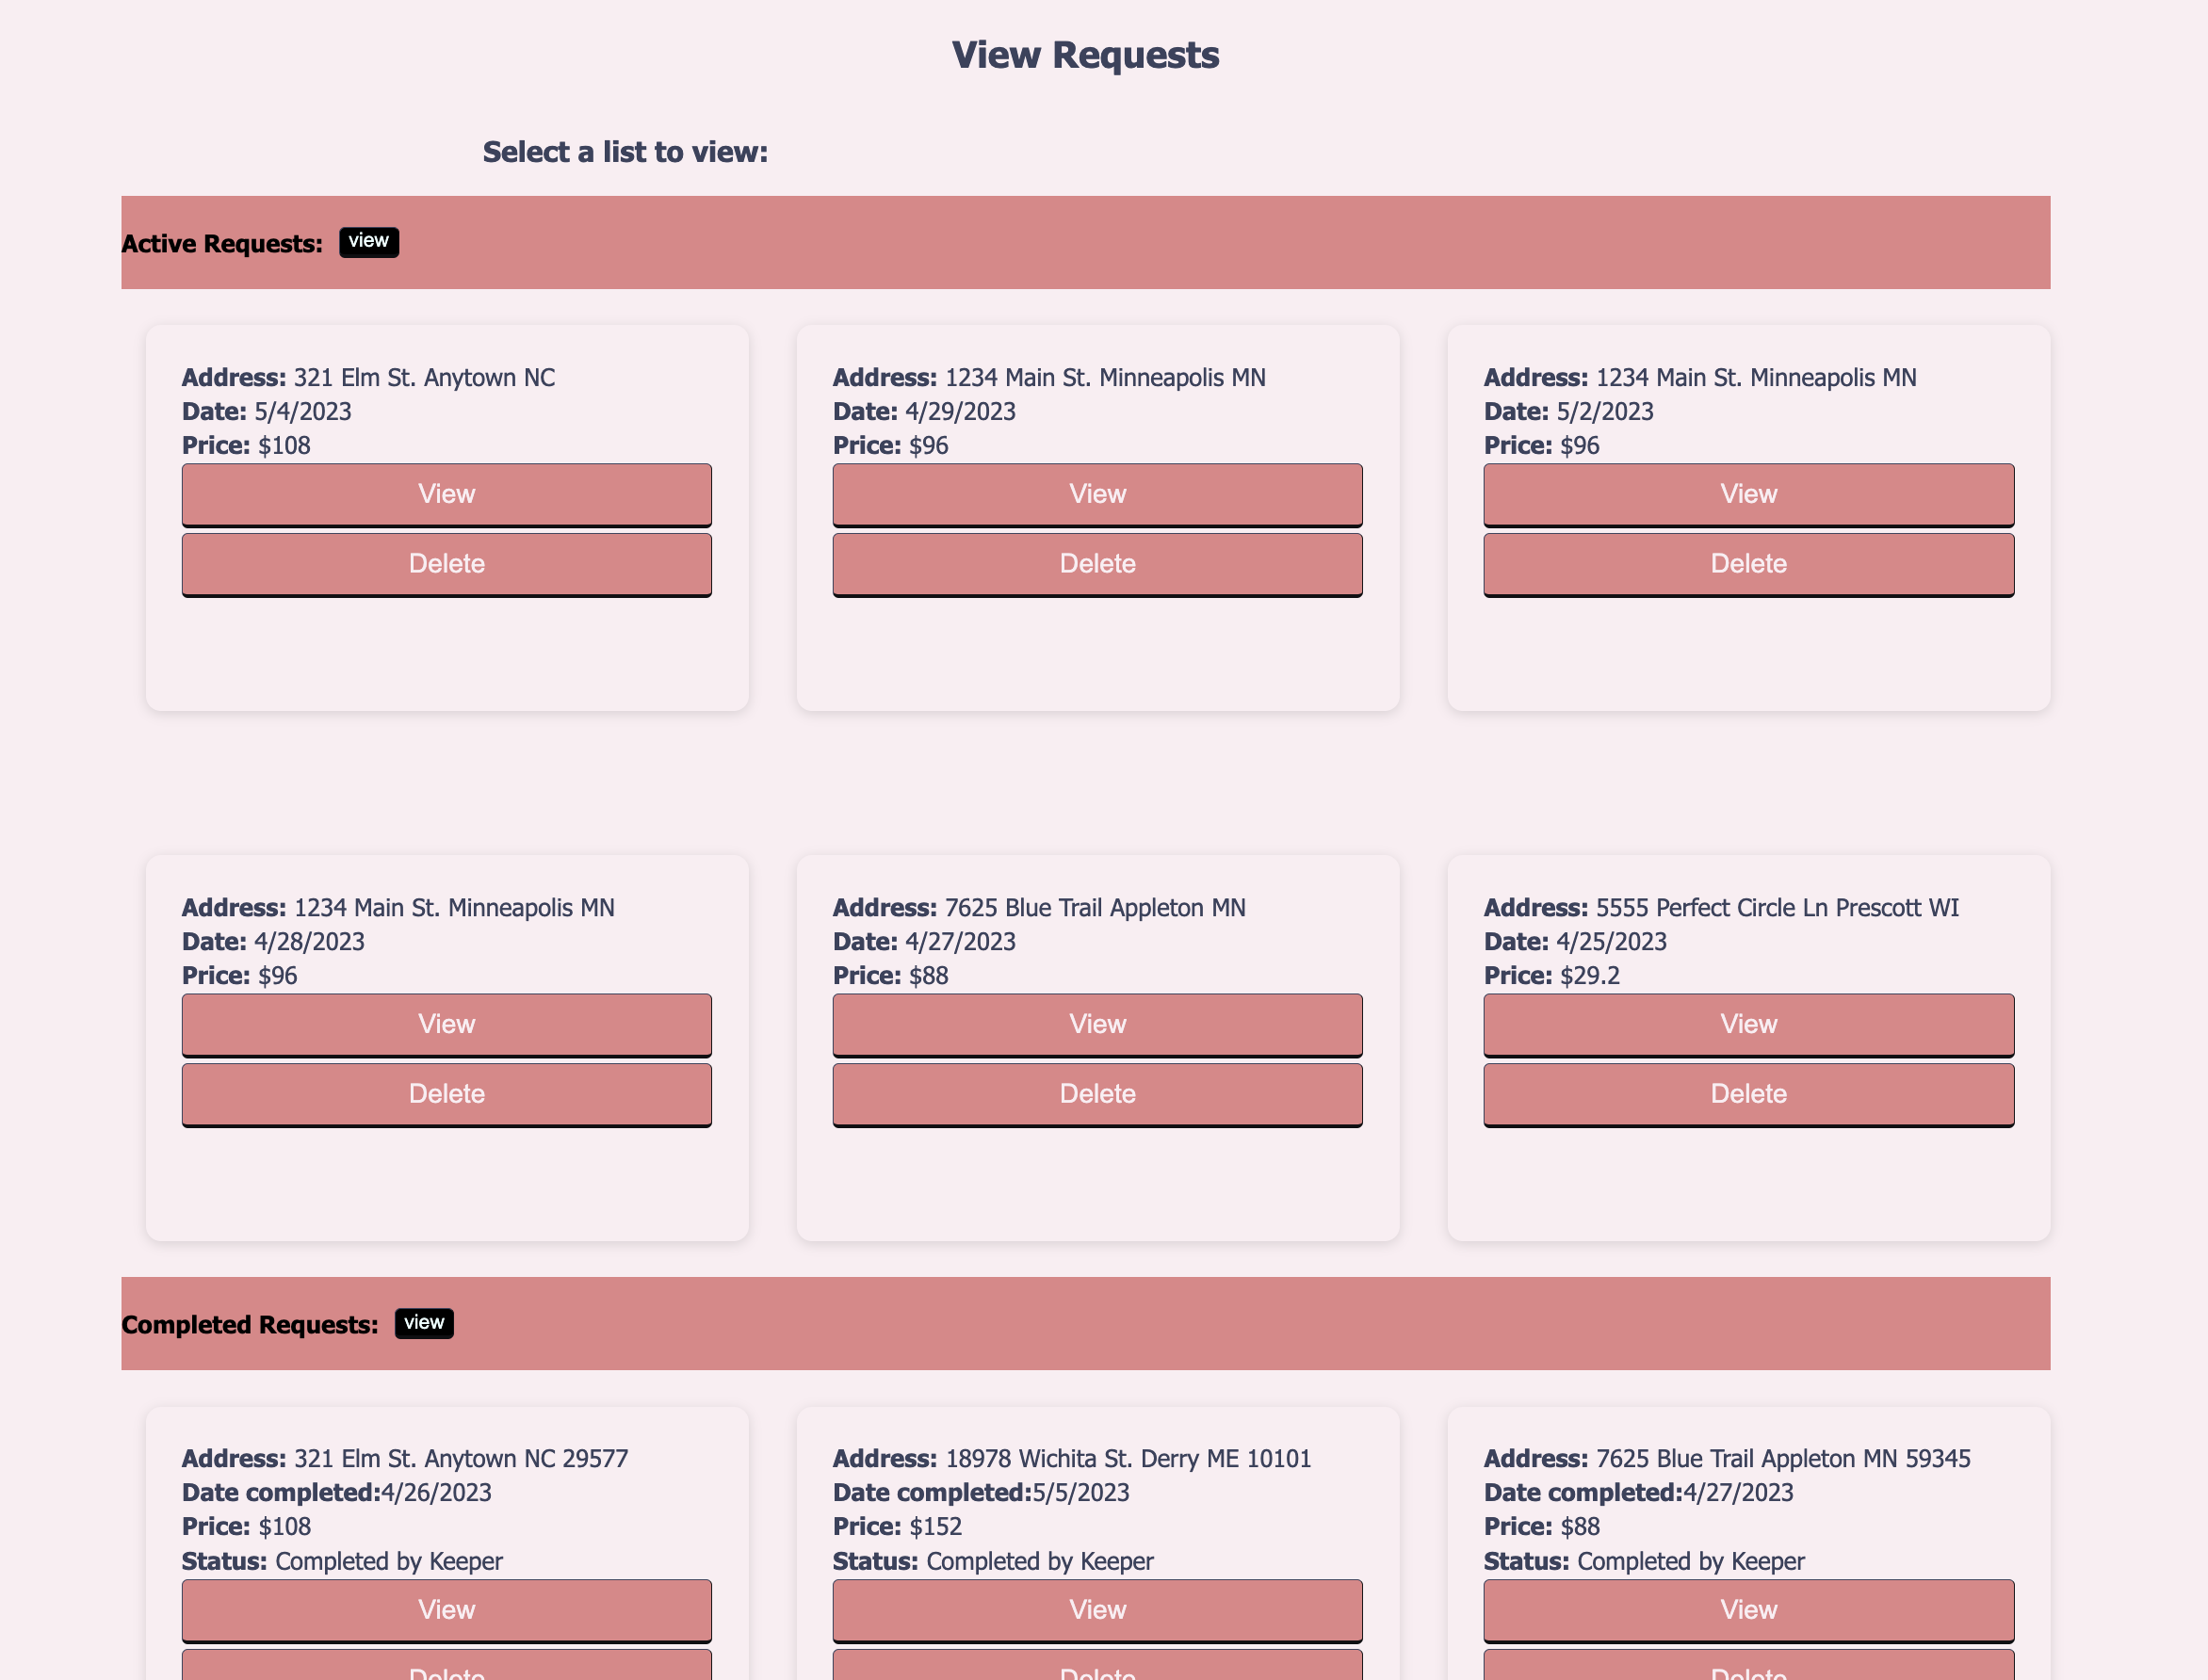 View Requests
Select a list to view:
Active Requests: view
Address: 321 Elm St. Anytown NC
Date: 5/4/2023
Price: $108
View
Delete
Address: 1234 Main St. Minneapolis MN
Date: 4/29/2023
Price: $96
View
Delete
Address: 1234 Main St. Minneapolis MN
Date: 5/2/2023
Price: $96
View
Delete
Address: 1234 Main St. Minneapolis MN
Date: 4/28/2023
Price: $96
View
Delete
Address: 7625 Blue Trail Appleton MN
Date: 4/27/2023
Price: $88
View
Delete
Address: 5555 Perfect Circle Ln Prescott WI
Date: 4/25/2023
Price: $29.2
View
Delete
Completed Requests: view
Address: 321 Elm St. Anytown NC 29577
Date completed:4/26/2023
Price: $108
Status: Completed by Keeper
View
Delete
Address: 18978 Wichita St. Derry ME 10101
Date completed:5/5/2023
Price: $152
Status: Completed by Keeper
View
Delete
Address: 7625 Blue Trail Appleton MN 59345
Date completed:4/27/2023
Price: $88
Status: Completed by Keeper
View
Delete